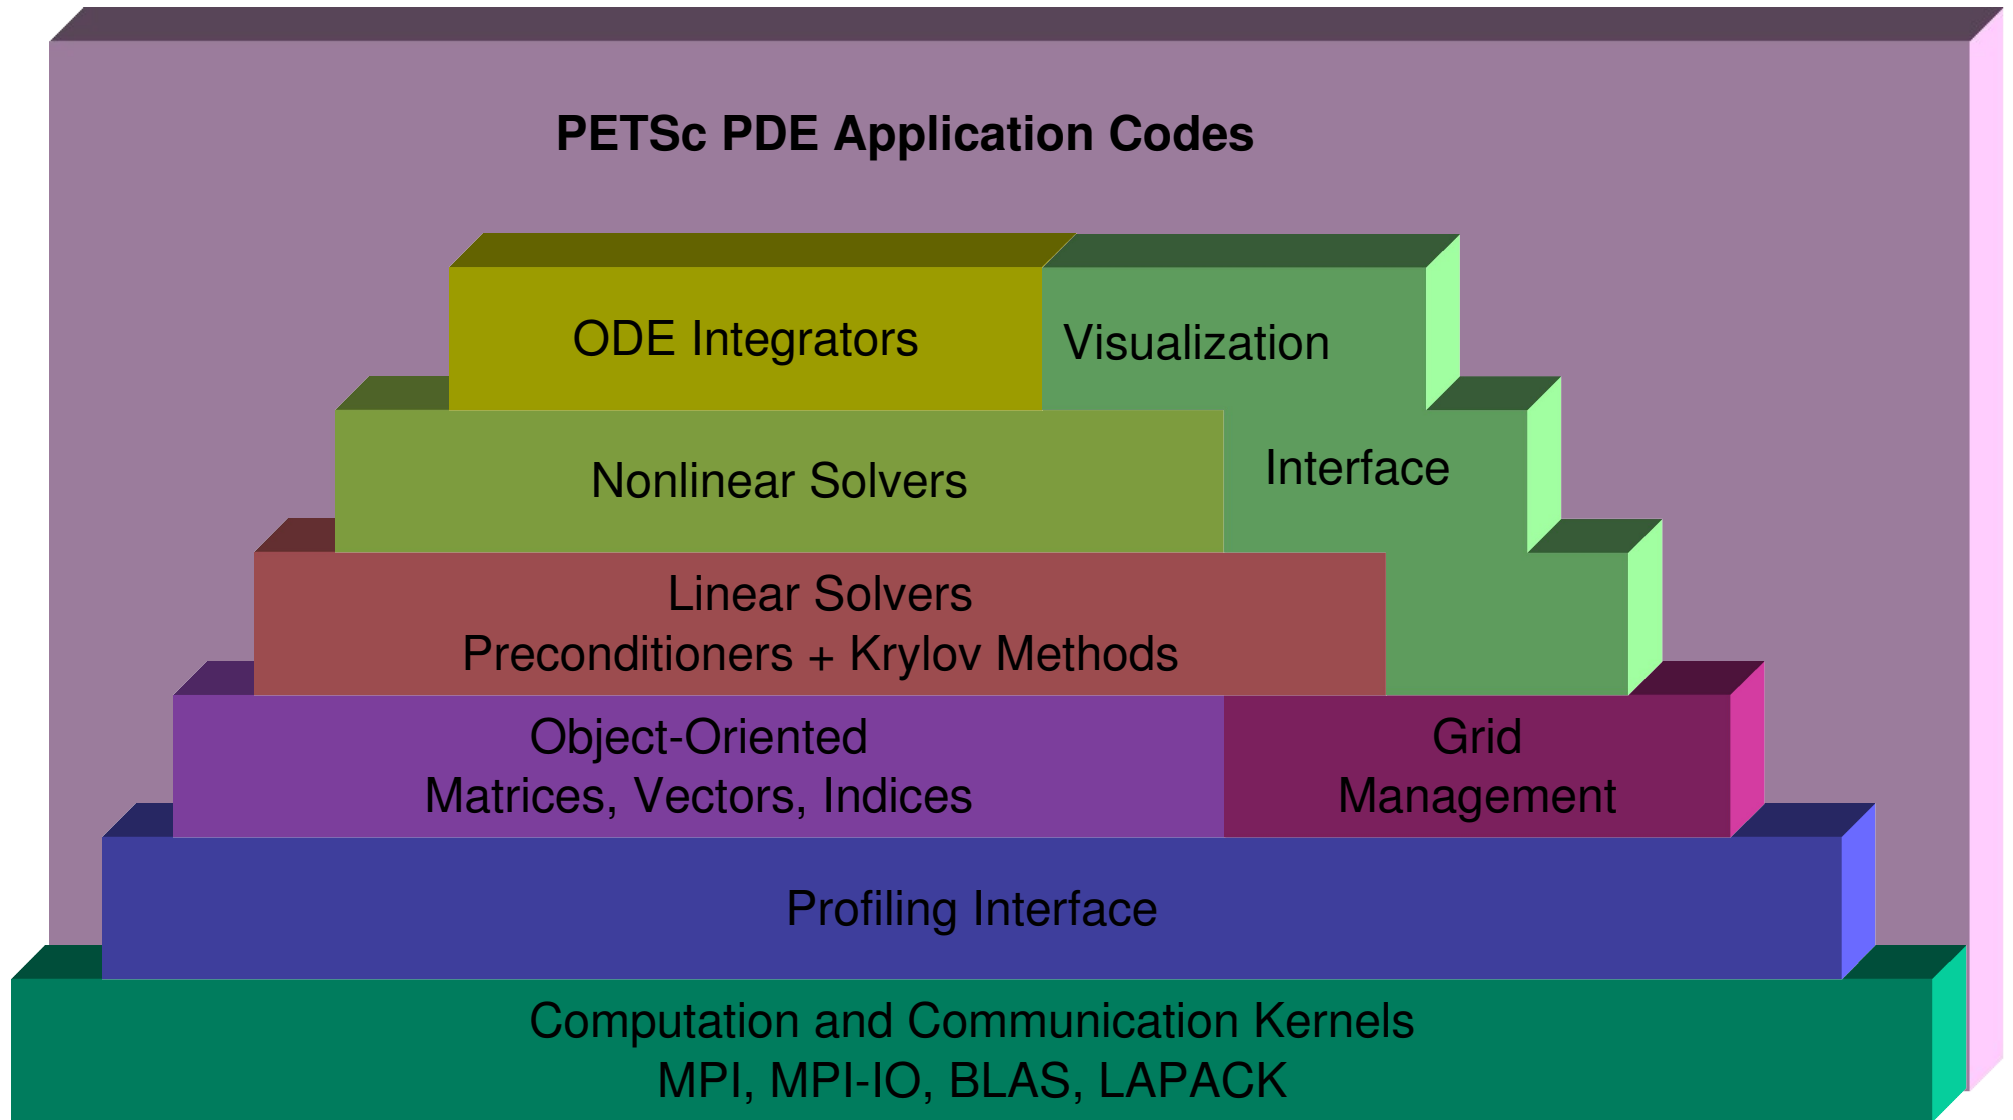 PETSc PDE Application Codes
ODE Integrators
Visualization
Nonlinear Solvers
Interface
Linear Solvers
Preconditioners + Krylov Methods
Object-Oriented
Matrices, Vectors, Indices
Grid
Management
Profiling Interface
Computation and Communication Kernels
MPI, MPI-IO, BLAS, LAPACK